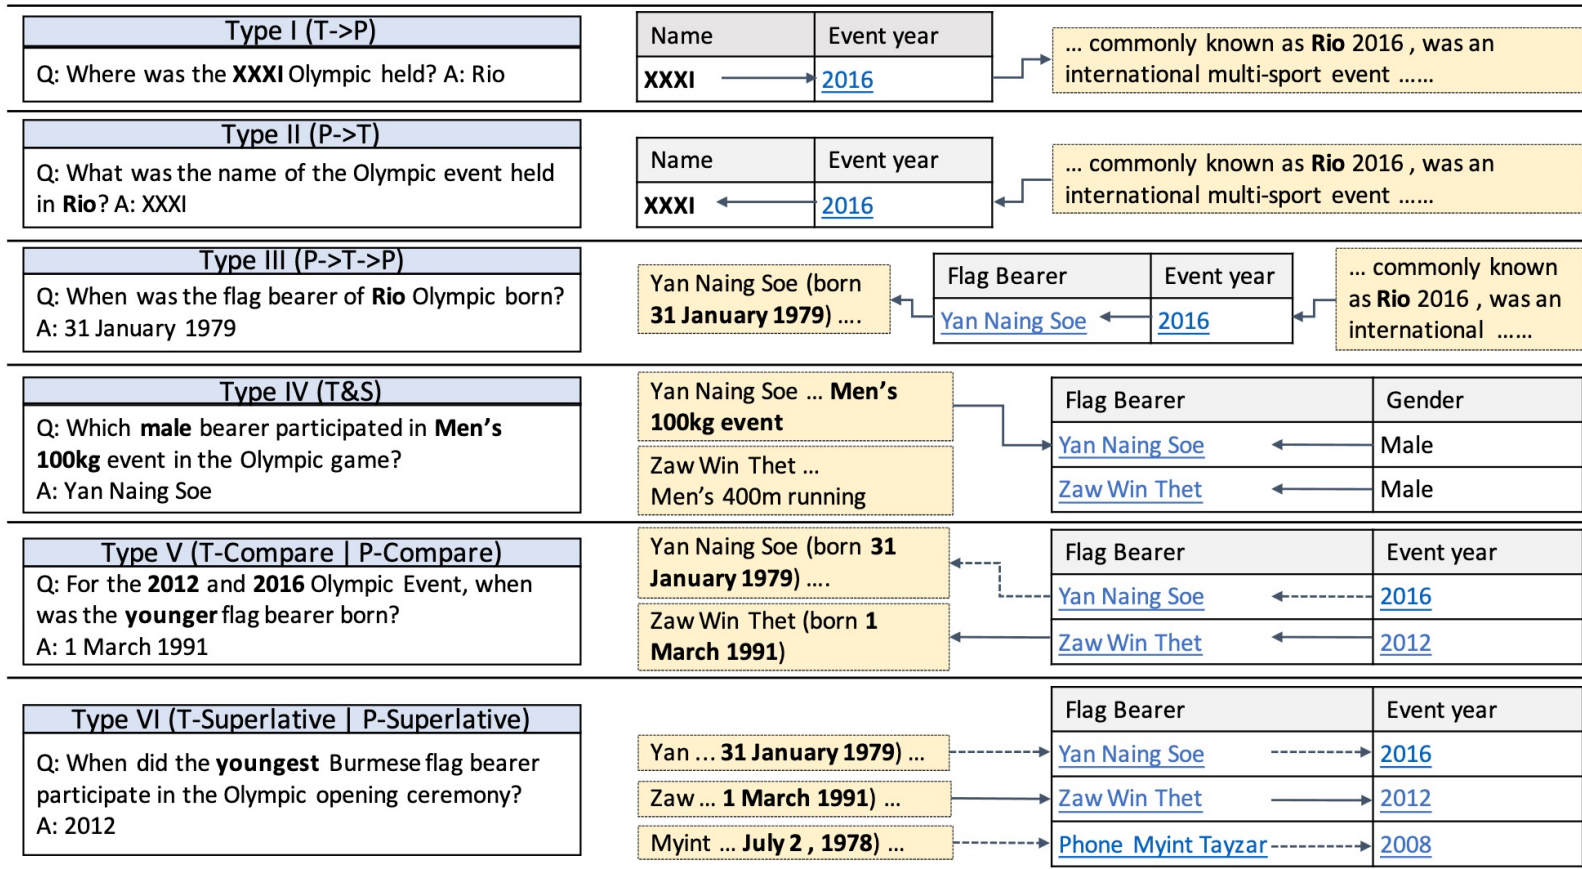 Type I (T->P)
Q: Where was the XXXI Olympic held? A: Rio
Name Event year
XXXI 2016
... commonly known as Rio 2016 , was an
international multi-sport event ......
Type II (P->T)
Q: What was the name of the Olympic event held
in Rio? A: XXXI
Name Event year
XXXI 2016
... commonly known as Rio 2016 , was an
international multi-sport event ......
Type III (P->T->P)
Q: When was the flag bearer of Rio Olympic born?
A: 31 January 1979
Yan Naing Soe (born
31 January 1979) ....
Flag Bearer Event year
Yan Naing Soe 2016
... commonly known
as Rio 2016 , was an
international ......
Type IV (T&S)
Q: Which male bearer participated in Men's
100kg event in the Olympic game?
A: Yan Naing Soe
Yan Naing Soe ... Men's
100kg event
Zaw Win Thet ...
Men's 400m running
Flag Bearer Gender
Yan Naing Soe Male
Zaw Win Thet Male
Type V (T-Compare | P-Compare)
Q: For the 2012 and 2016 Olympic Event, when
was the younger flag bearer born?
A: 1 March 1991
Yan Naing Soe (born 31
January 1979) ....
Zaw Win Thet (born 1
March 1991)
Flag Bearer Event year
Yan Naing Soe 2016
Zaw Win Thet 2012
Type VI (T-Superlative | P-Superlative)
Q: When did the youngest Burmese flag bearer
participate in the Olympic opening ceremony?
A: 2012
Yan ... 31 January 1979) ...
Zaw ... 1 March 1991) ...
Myint ... July 2 , 1978) ...
Flag Bearer Event year
Yan Naing Soe 2016
Zaw Win Thet 2012
Phone Myint Tayzar 2008